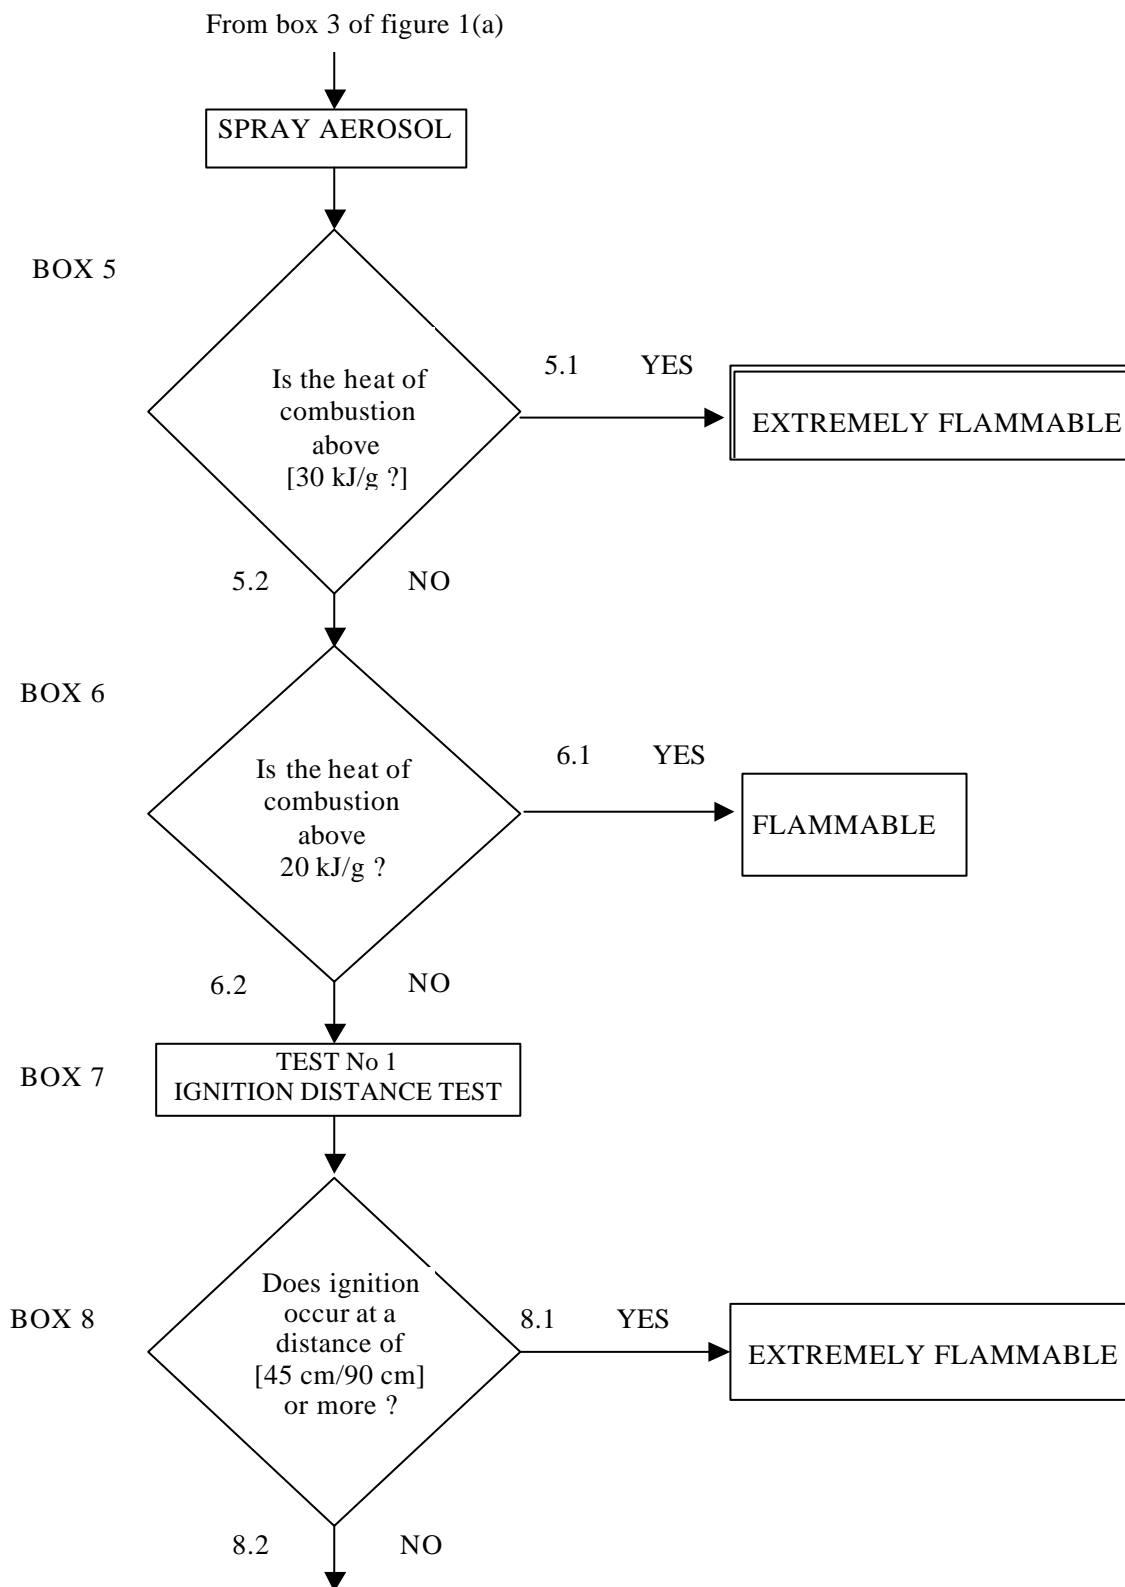 From box 3 of figure 1(a)
SPRAY AEROSOL
BOX 5
Is the heat of
combustion
above
[30 kJ/g ?]
5.1 YES
EXTREMELY FLAMMABLE
5.2 NO
BOX 6
Is the heat of
combustion
above
20 kJ/g ?
6.1 YES
FLAMMABLE
6.2 NO
BOX 7
TEST No 1
IGNITION DISTANCE TEST
BOX 8
Does ignition
occur at a
distance of
[45 cm/90 cm]
or more ?
8.1 YES
EXTREMELY FLAMMABLE
8.2 NO